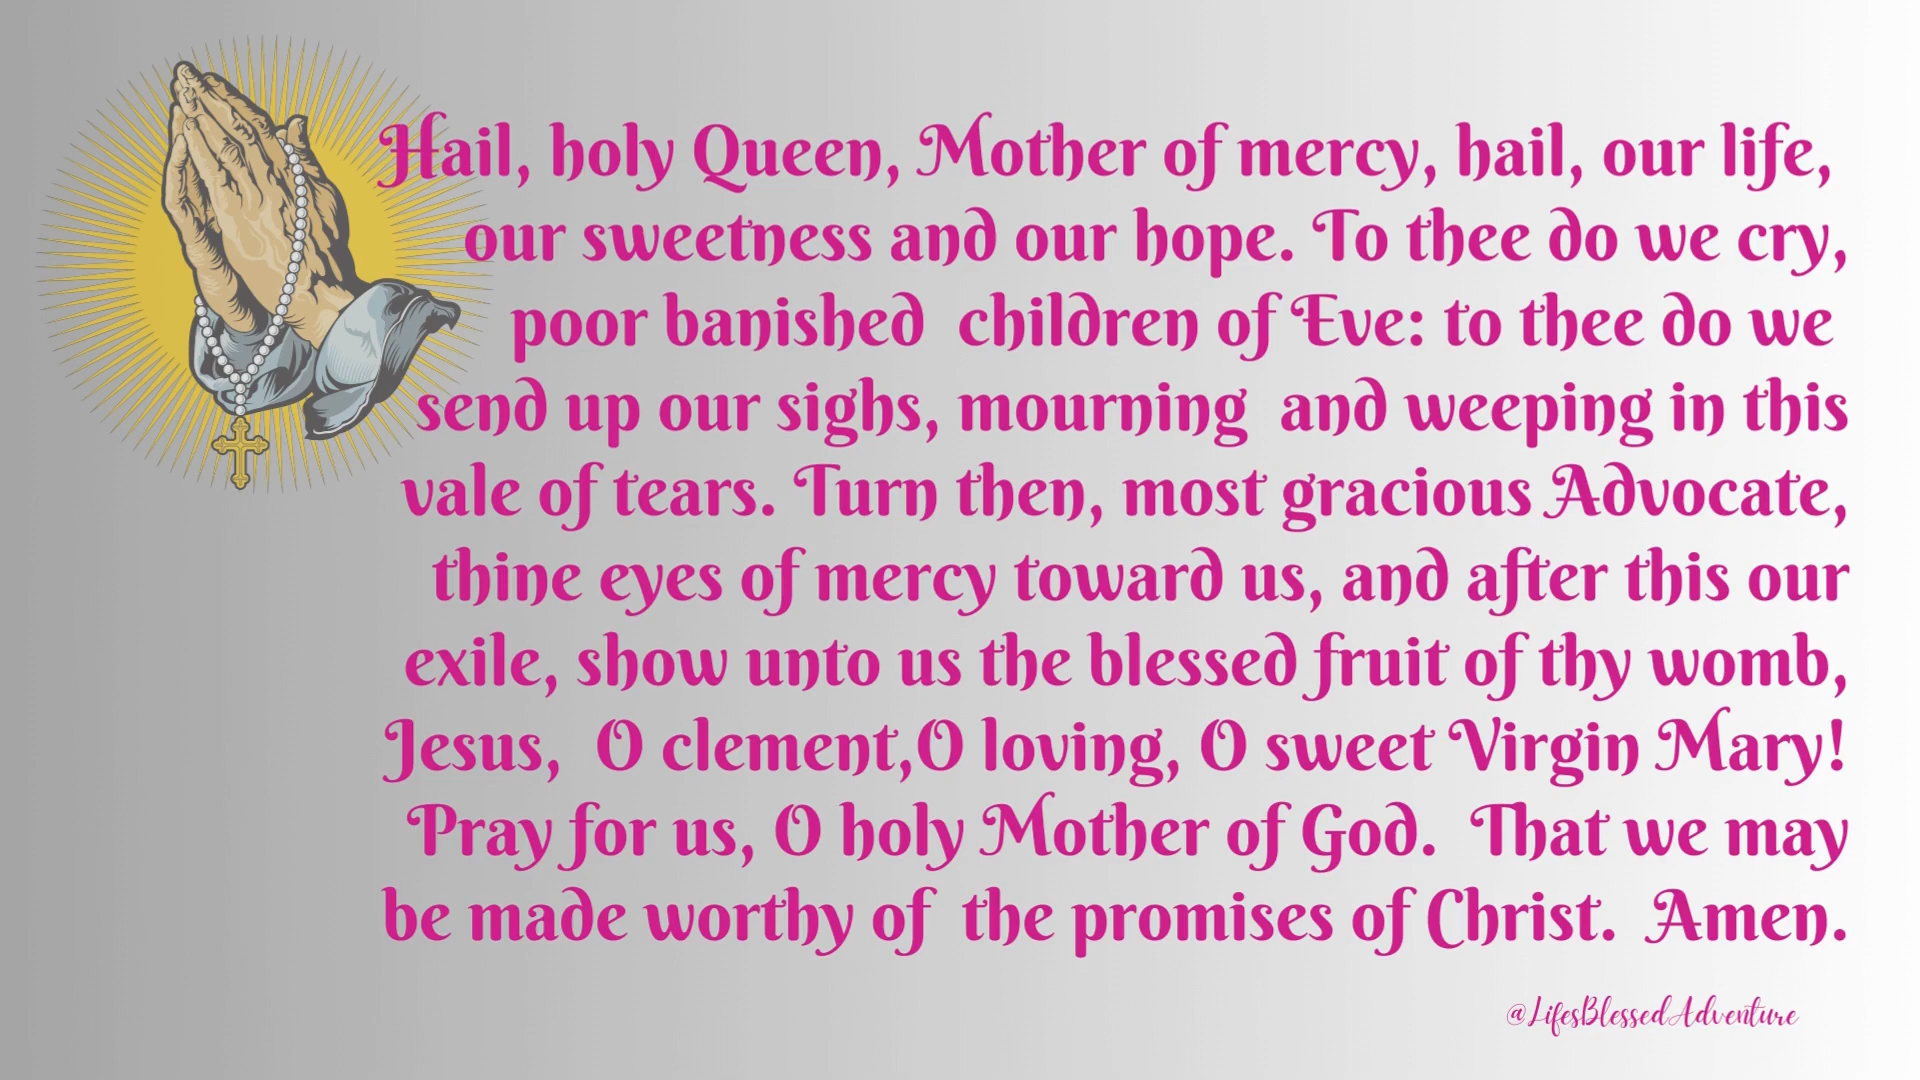 Hail, holy Queen, Mother of mercy, hail, our life,
our sweetness and our hope. To thee do we cry,
poor banished children of Eve: to thee do we
send up our sighs, mourning and weeping in this
vale of tears. Turn then, most gracious Advocate,
thine eyes of mercy toward us, and after this our
exile, show unto us the blessed fruit of thy womb,
Jesus, O clement,O loving, O sweet Virgin Mary!
Pray for us, O holy Mother of God. That we may
be made worthy of the promises of Christ. Amen.
@LifesBlessedAdventure